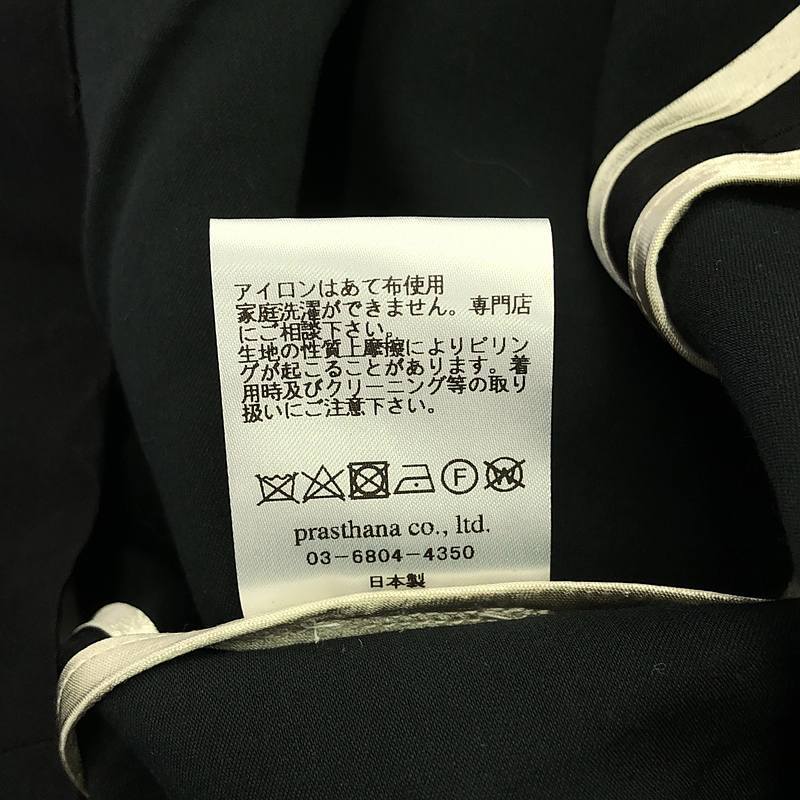 アイロンはあて布使用
家庭洗濯ができません。専門店
にご相談下さい。
生地の性質上摩擦によりピリン
グが起こることがあります。着
用時及びクリーニング等の取り
扱いにご注意下さい。
F W
prasthana co., ltd.
03-6804-4350
日本製